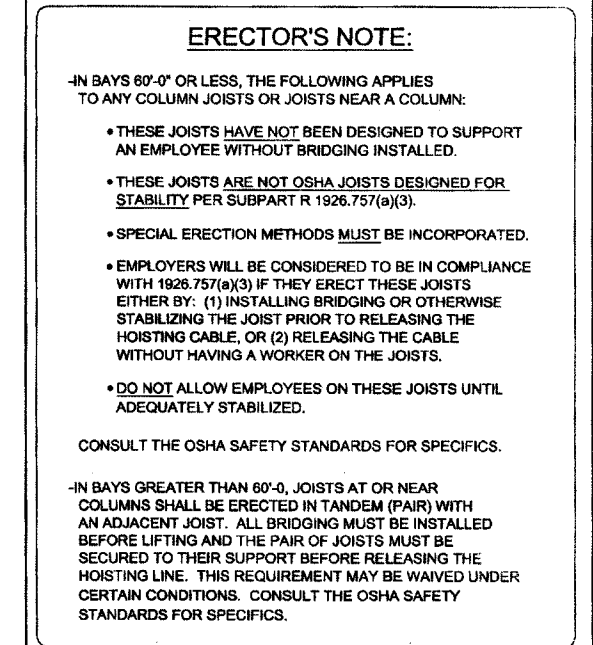 ERECTOR'S NOTE:
-IN BAYS 60'-0" OR LESS, THE FOLLOWING APPLIES
TO ANY COLUMN JOISTS OR JOISTS NEAR A COLUMN:
• THESE JOISTS HAVE NOT BEEN DESIGNED TO SUPPORT
AN EMPLOYEE WITHOUT BRIDGING INSTALLED.
• THESE JOISTS ARE NOT OSHA JOISTS DESIGNED FOR
STABILITY PER SUBPART R 1926.757(a)(3).
• SPECIAL ERECTION METHODS MUST BE INCORPORATED.
• EMPLOYERS WILL BE CONSIDERED TO BE IN COMPLIANCE
WITH 1926.757(a)(3) IF THEY ERECT THESE JOISTS
EITHER BY: (1) INSTALLING BRIDGING OR OTHERWISE
STABILIZING THE JOIST PRIOR TO RELEASING THE
HOISTING CABLE, OR (2) RELEASING THE CABLE
WITHOUT HAVING A WORKER ON THE JOISTS.
• DO NOT ALLOW EMPLOYEES ON THESE JOISTS UNTIL
ADEQUATELY STABILIZED.
CONSULT THE OSHA SAFETY STANDARDS FOR SPECIFICS.
-IN BAYS GREATER THAN 60'-0, JOISTS AT OR NEAR
COLUMNS SHALL BE ERECTED IN TANDEM (PAIR) WITH
AN ADJACENT JOIST. ALL BRIDGING MUST BE INSTALLED
BEFORE LIFTING AND THE PAIR OF JOISTS MUST BE
SECURED TO THEIR SUPPORT BEFORE RELEASING THE
HOISTING LINE. THIS REQUIREMENT MAY BE WAIVED UNDER
CERTAIN CONDITIONS. CONSULT THE OSHA SAFETY
STANDARDS FOR SPECIFICS.